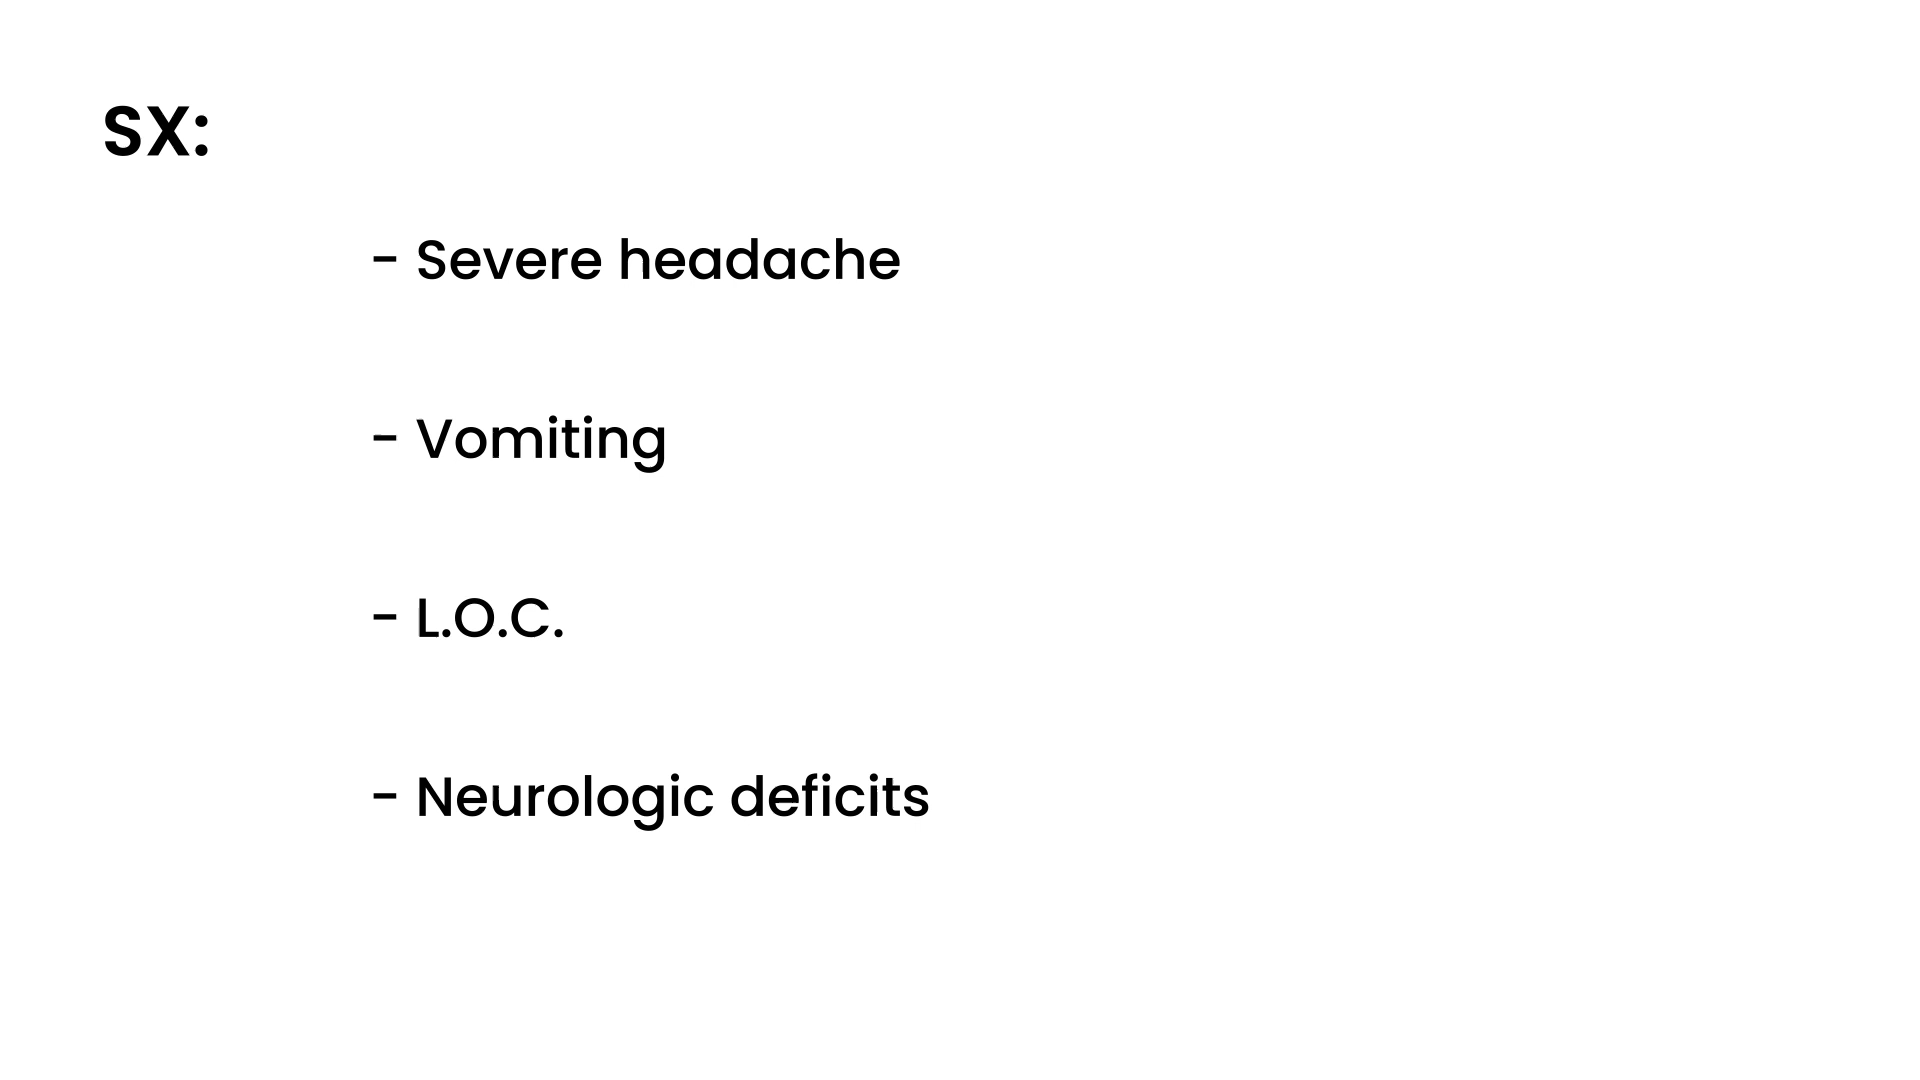 SX:
- Severe headache
- Vomiting
- L.O.C.
- Neurologic deficits